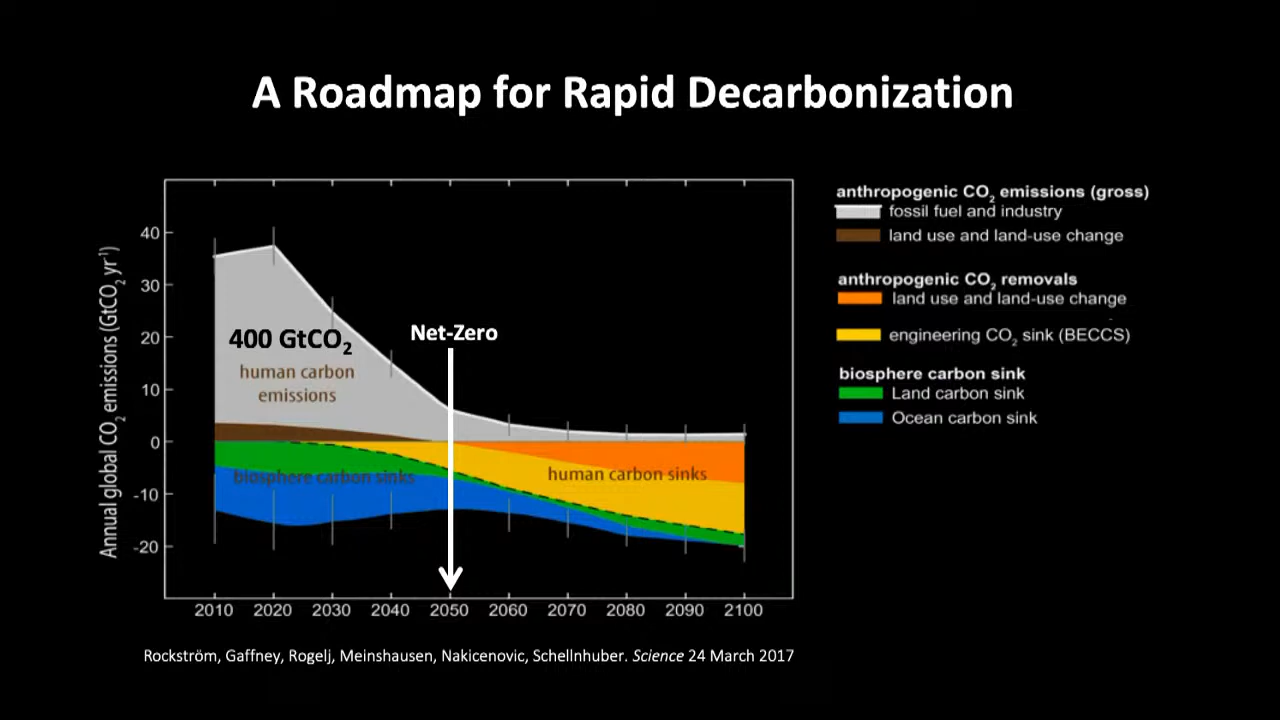 A Roadmap for Rapid Decarbonization
Annual global CO₂ emissions (GtCO₂ yr⁻¹)
40
30
20
10
0
-10
-20
400 GtCO₂
human carbon
emissions
Net-Zero
biosphere carbon sinks
human carbon sinks
2010 2020 2030 2040 2050 2060 2070 2080 2090 2100
anthropogenic CO₂ emissions (gross)
fossil fuel and industry
land use and land-use change
anthropogenic CO₂ removals
land use and land-use change
engineering CO₂ sink (BECCS)
biosphere carbon sink
Land carbon sink
Ocean carbon sink
Rockström, Gaffney, Rogelj, Meinshausen, Nakicenovic, Schellnhuber. Science 24 March 2017